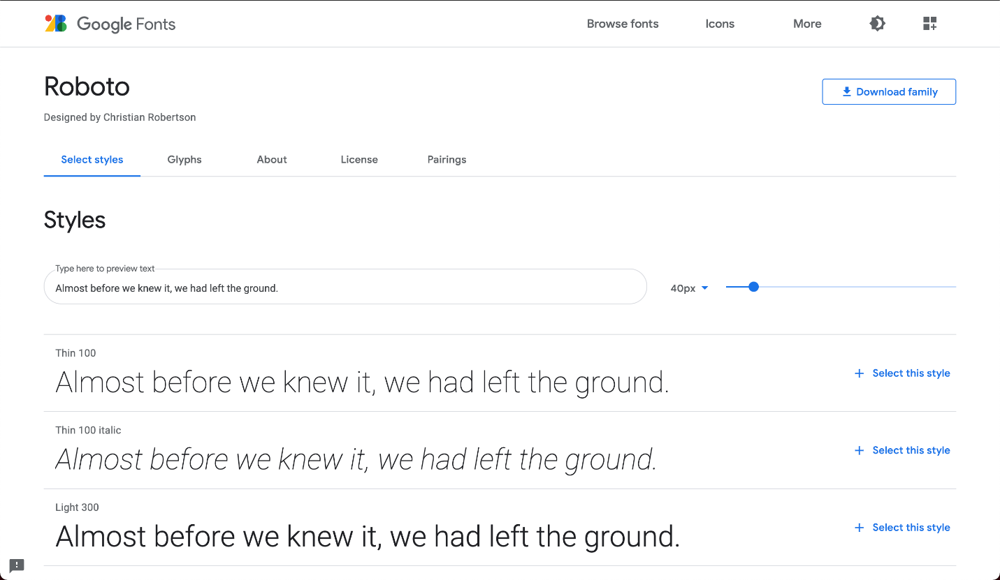 Google Fonts
Browse fonts
Icons
More
Roboto
Download family
Designed by Christian Robertson
Select styles
Glyphs
About
License
Pairings
Styles
Type here to preview text
Almost before we knew it, we had left the ground.
40px
Thin 100
Almost before we knew it, we had left the ground.
Select this style
Thin 100 italic
Almost before we knew it, we had left the ground.
Select this style
Light 300
Almost before we knew it, we had left the ground.
Select this style